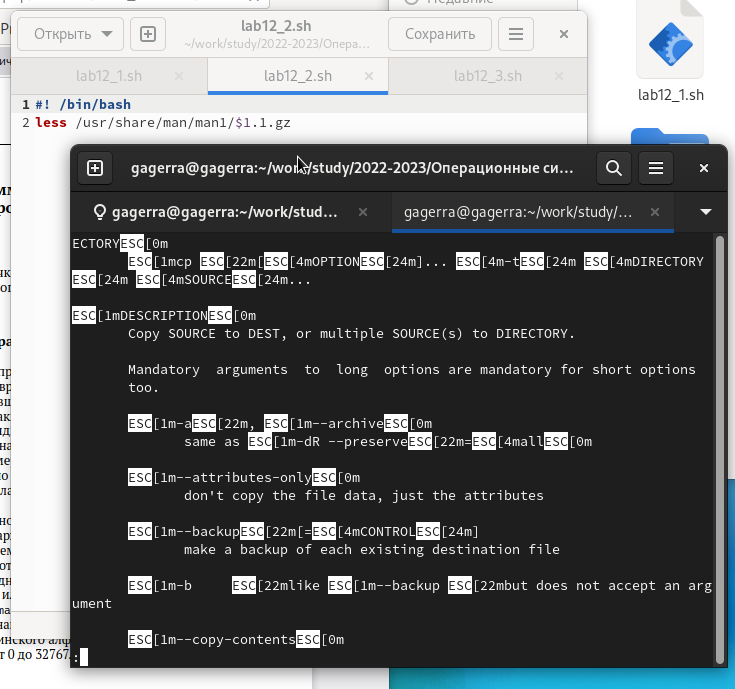 Недавние
Открыть
lab12_2.sh
~/work/study/2022-2023/Опера...
Сохранить
lab12_1.sh
lab12_2.sh
lab12_3.sh
lab12_1.sh
1 #! /bin/bash
2 less /usr/share/man/man1/$1.1.gz
gagerra@gagerra:~/work/study/2022-2023/Операционные си...
gagerra@gagerra:~/work/stud...
gagerra@gagerra:~/work/study/...
ECTORYESC[0m
ESC[1mcp ESC[22m[ESC[4mOPTIONESC[24m]... ESC[4m-tESC[24m ESC[4mDIRECTORY
ESC[24m ESC[4mSOURCEESC[24m...
ESC[1mDESCRIPTIONESC[0m
Copy SOURCE to DEST, or multiple SOURCE(s) to DIRECTORY.
Mandatory  arguments  to  long  options are mandatory for short options
too.
ESC[1m-aESC[22m, ESC[1m--archiveESC[0m
same as ESC[1m-dR --preserveESC[22m=ESC[4mallESC[0m
ESC[1m--attributes-onlyESC[0m
don't copy the file data, just the attributes
ESC[1m--backupESC[22m[=ESC[4mCONTROLESC[24m]
make a backup of each existing destination file
ESC[1m-b     ESC[22mlike ESC[1m--backup ESC[22mbut does not accept an arg
ument
ESC[1m--copy-contentsESC[0m
:
т 0 до 32767.